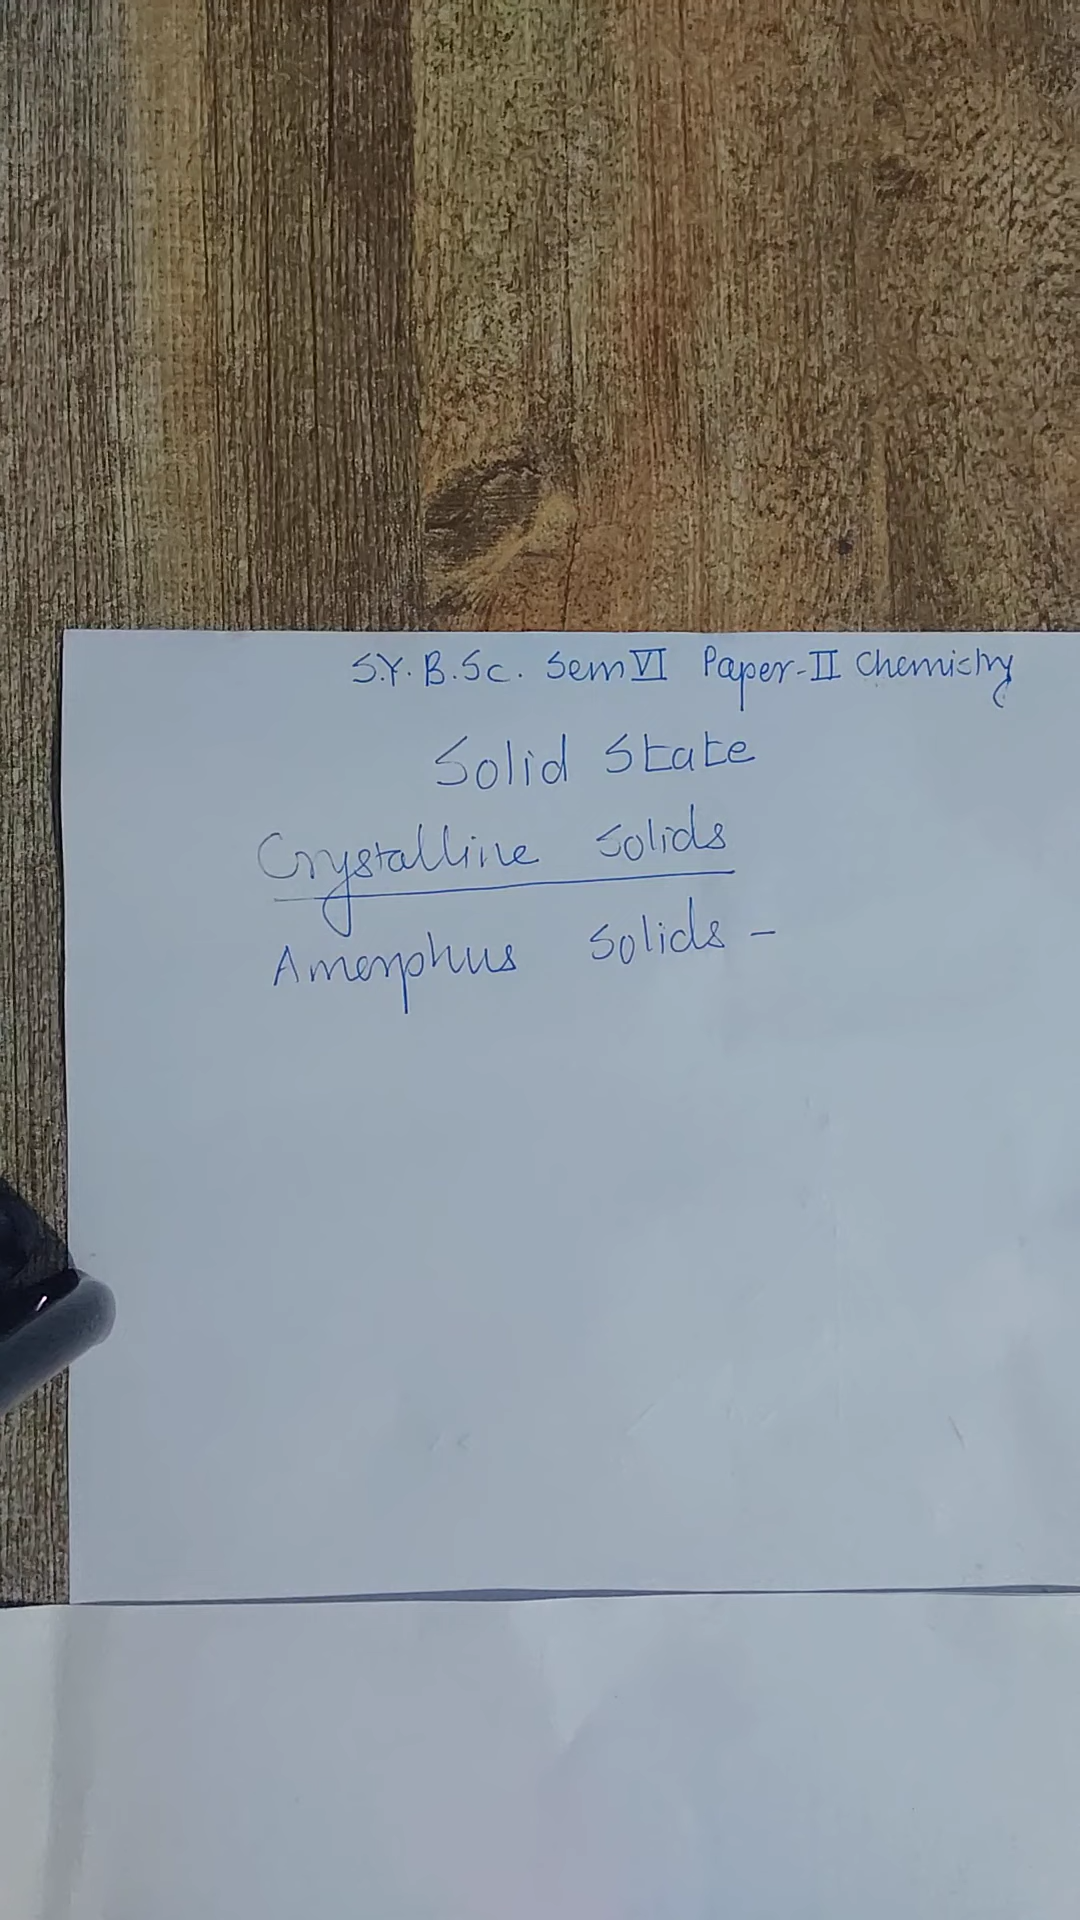 S.Y. B.Sc. Sem VI Paper-II Chemistry
Solid State
Crystalline Solids
Amorphus Solids -